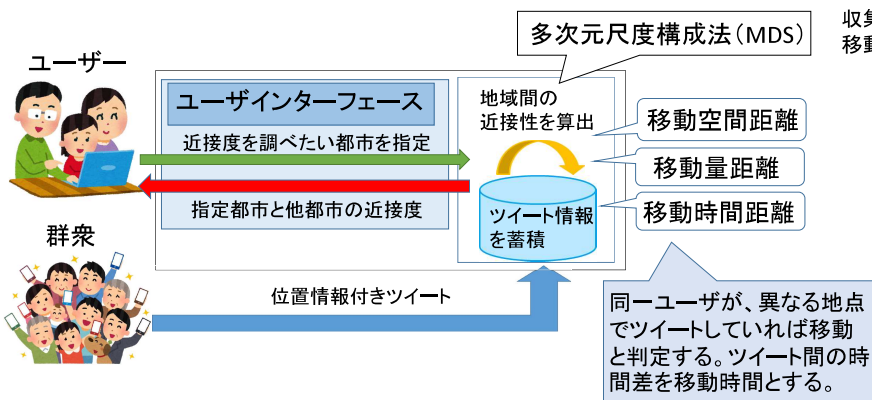 多次元尺度構成法（MDS）
収集
移動
ユーザー
ユーザインターフェース
近接度を調べたい都市を指定
指定都市と他都市の近接度
地域間の
近接性を算出
ツイート情報
を蓄積
移動空間距離
移動量距離
移動時間距離
群衆
位置情報付きツイート
同一ユーザが、異なる地点
でツイートしていれば移動
と判定する。ツイート間の時
間差を移動時間とする。